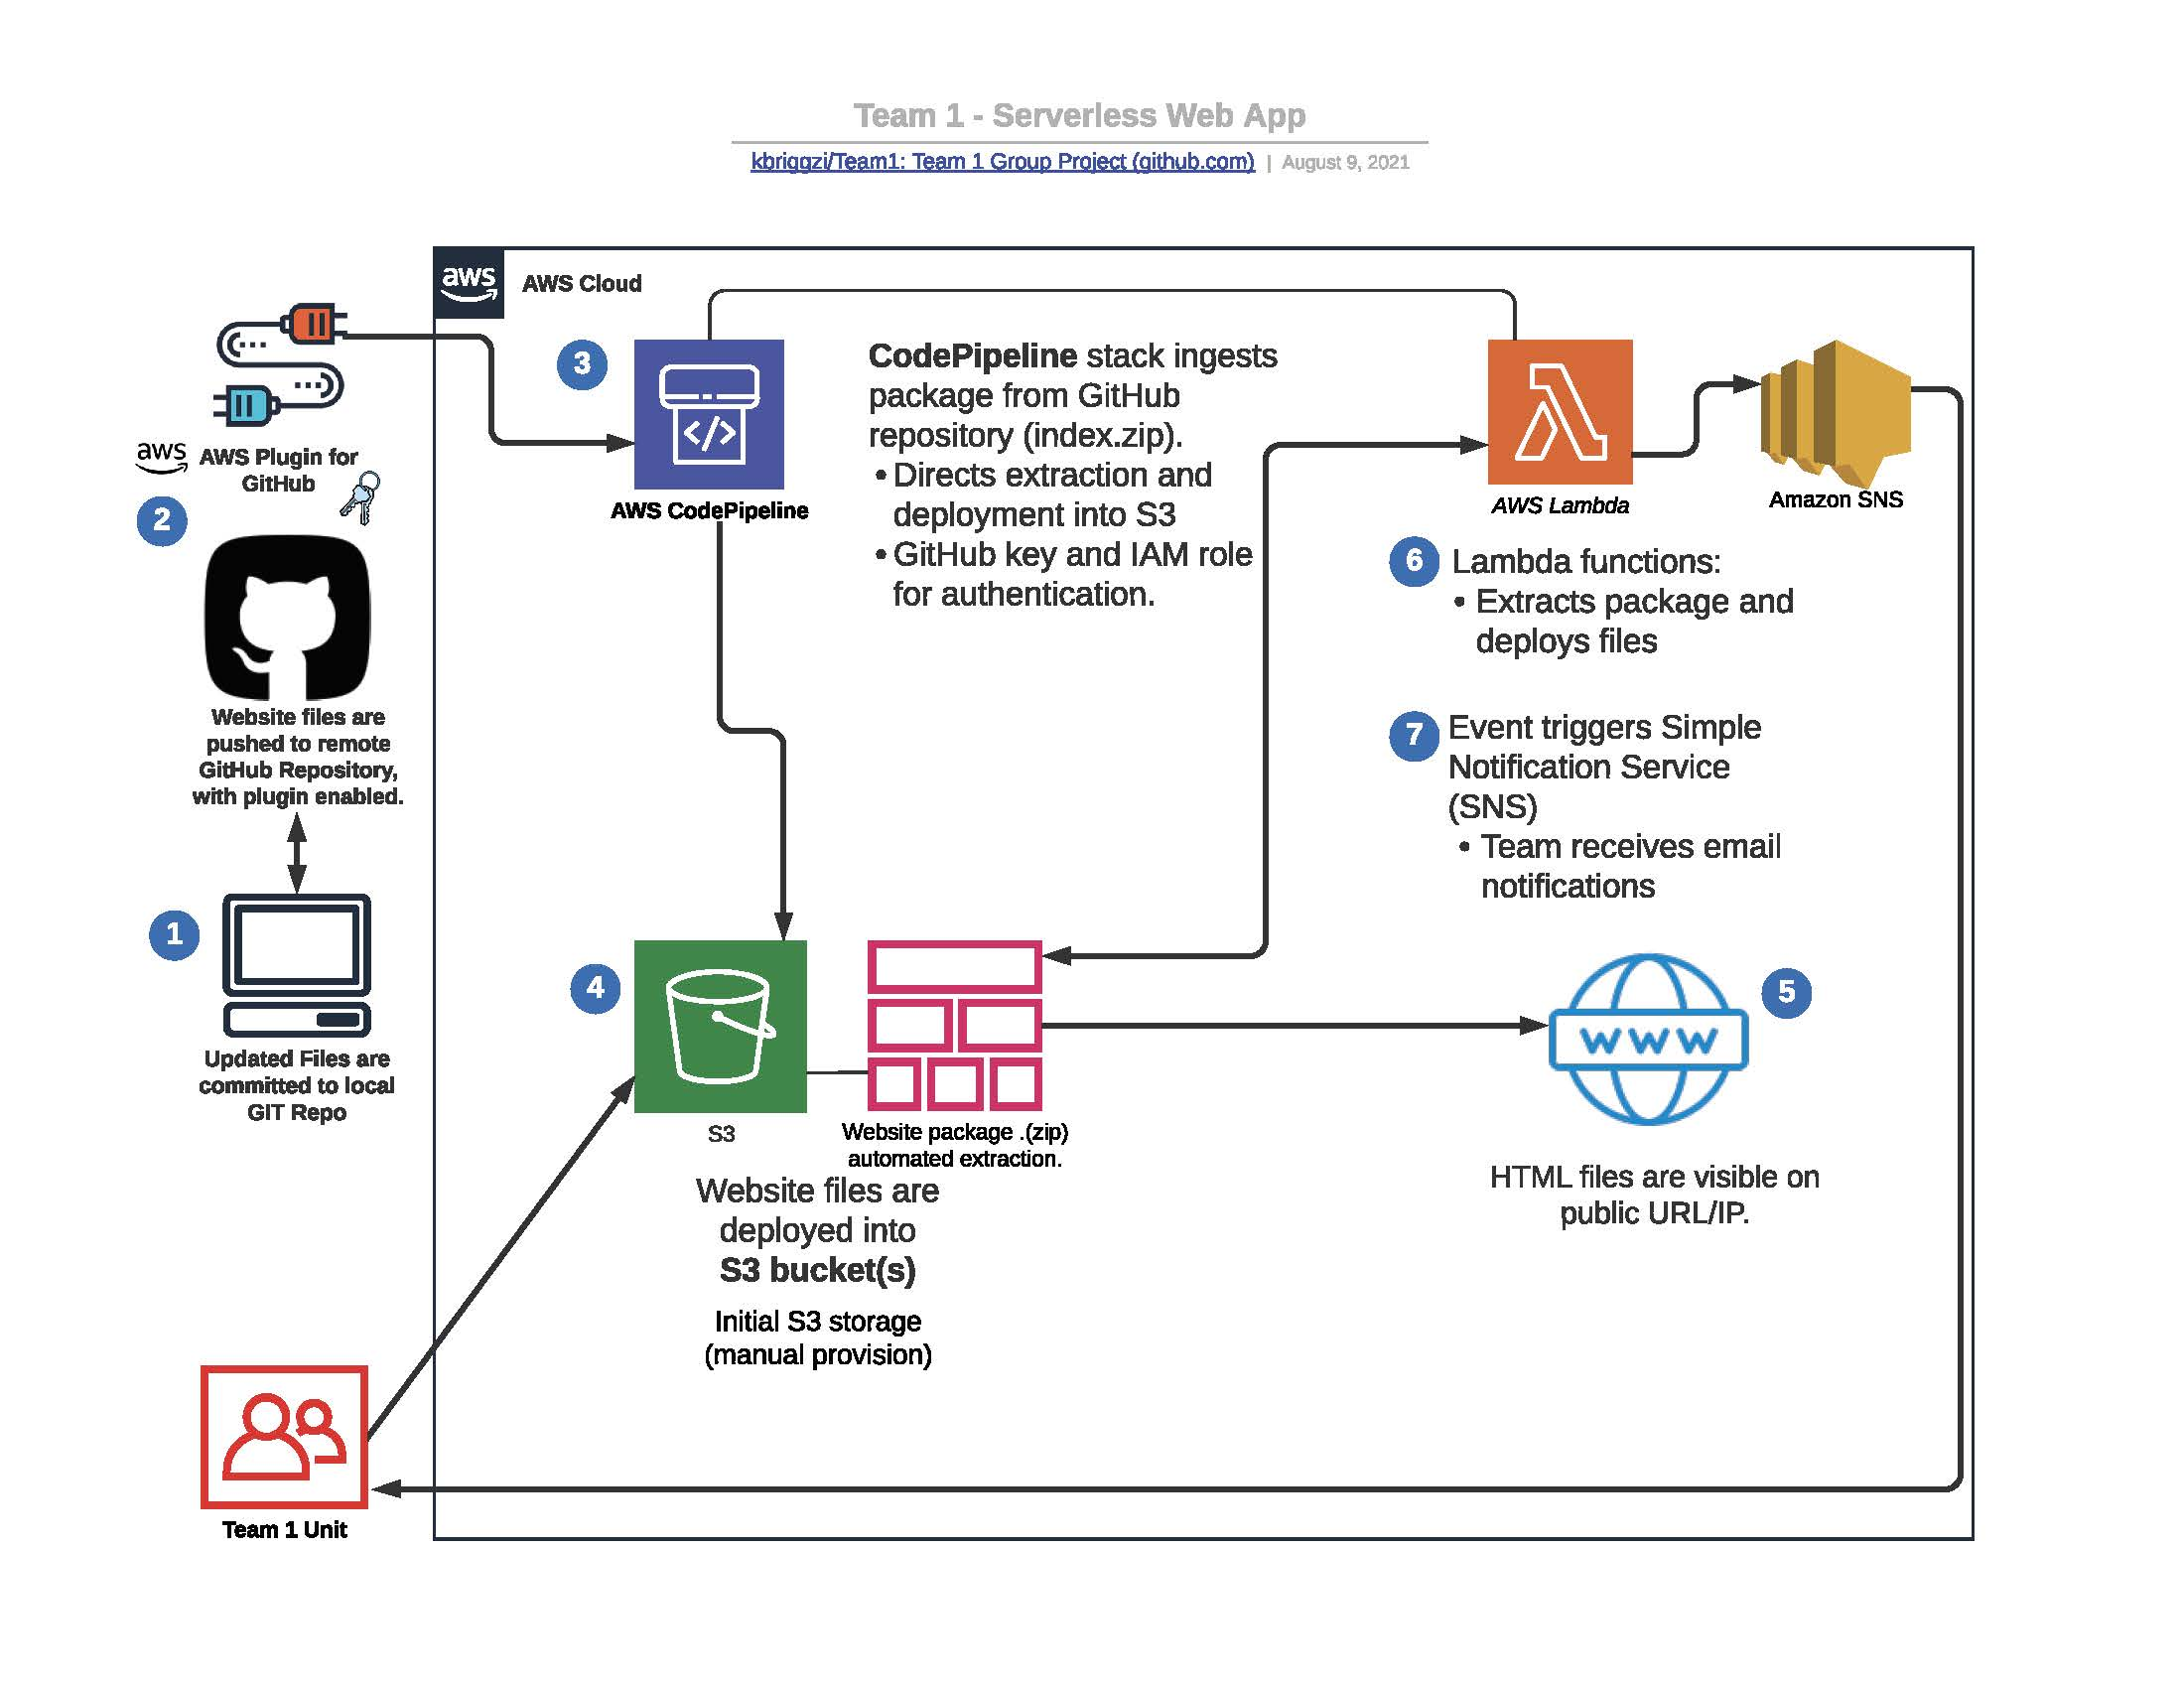 Team 1 - Serverless Web App
kbriggzi/Team1: Team 1 Group Project (github.com) | August 9, 2021
aws
AWS Cloud
aws
AWS Plugin for
GitHub
2
Website files are
pushed to remote
GitHub Repository,
with plugin enabled.
1
Updated Files are
committed to local
GIT Repo
Team 1 Unit
3
</>
AWS CodePipeline
CodePipeline stack ingests
package from GitHub
repository (index.zip).
• Directs extraction and
deployment into S3
• GitHub key and IAM role
for authentication.
AWS Lambda
Amazon SNS
6
Lambda functions:
• Extracts package and
deploys files
7
Event triggers Simple
Notification Service
(SNS)
• Team receives email
notifications
4
S3
Website package .(zip)
automated extraction.
Website files are
deployed into
S3 bucket(s)
Initial S3 storage
(manual provision)
5
WWW
HTML files are visible on
public URL/IP.